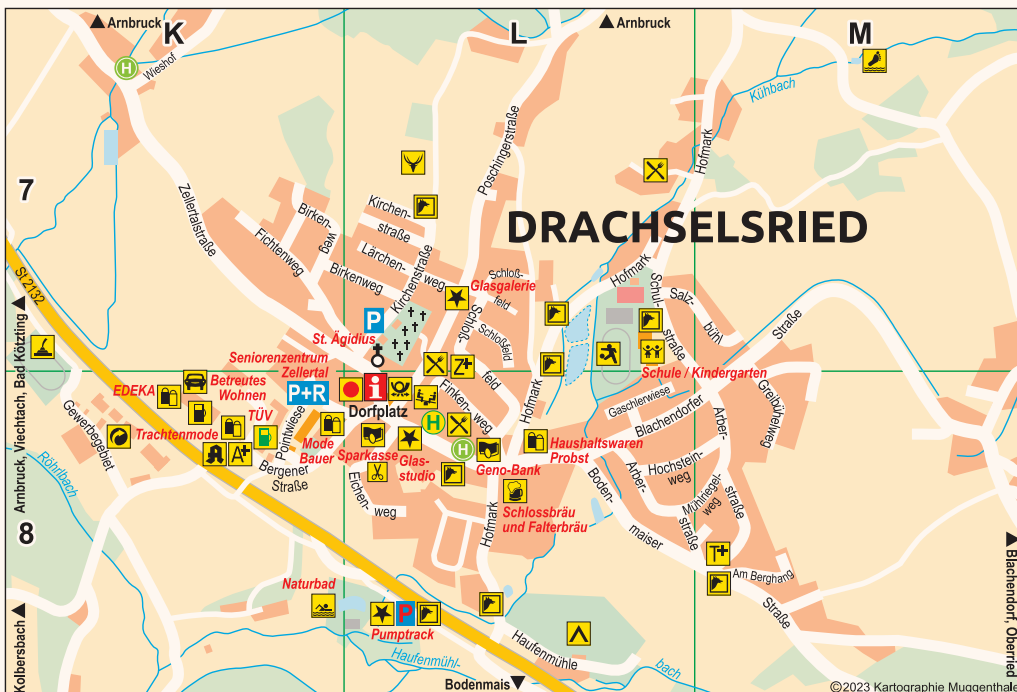 ▲ Arnbruck
K
L
▲ Arnbruck
M
H
Wieshof
Kühbach
Hofmark
Poschingerstraße
7
Zellertalstraße
Kirchen-
straße
Birken-
weg
DRACHSELSRIED
Fichtenweg
Lärchen-
weg
Birkenweg
Kirchenstraße
Schloß-
feld
Glasgalerie
Hofmark
Schul-
straße
Salz-
bühl
St 2132
Arnbruck, Viechtach, Bad Kötzting ▲
P
St. Ägidius
Schloß-
feld
Schloßfeld
Straße
Seniorenzentrum
Zellertal
Z+
Schule / Kindergarten
EDEKA
Betreutes
Wohnen
P+R
i
Dorfplatz
Finken-
weg
Hofmark
Gaschlerwiese
Blachendorfer
Greibhügelweg
Gewerbegebiet
Trachtenmode
TÜV
Pointwiese
Mode
Bauer
Sparkasse
Glas-
studio
H
H
Geno-Bank
Haushaltswaren
Probst
Arber-
straße
A+
Bergener
Straße
Eichen-
weg
Schlossbräu
und Falterbräu
Hochstein-
weg
Arber-
straße
Mühlriegel-
weg
Röhrlbach
8
Hofmark
Boden-
maiser
Straße
T+
Am Berghang
Naturbad
P
Pumptrack
Haufenmühle
Haufenmühl-
bach
Kolbersbach ▲
Blachendorf, Oberried ▲
Bodenmais ▼
©2023 Kartographie Muggenthale